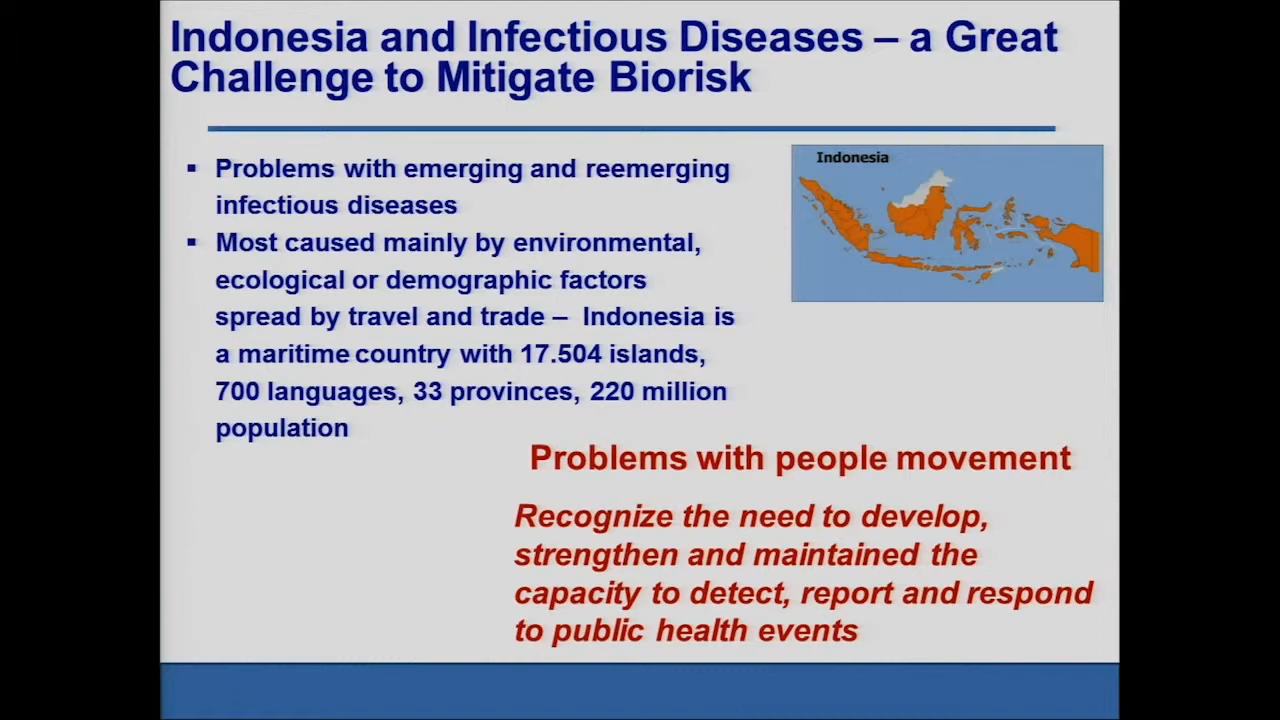 Indonesia and Infectious Diseases – a Great
Challenge to Mitigate Biorisk
▪ Problems with emerging and reemerging
infectious diseases
▪ Most caused mainly by environmental,
ecological or demographic factors
spread by travel and trade – Indonesia is
a maritime country with 17.504 islands,
700 languages, 33 provinces, 220 million
population
Indonesia
Problems with people movement
Recognize the need to develop,
strengthen and maintained the
capacity to detect, report and respond
to public health events